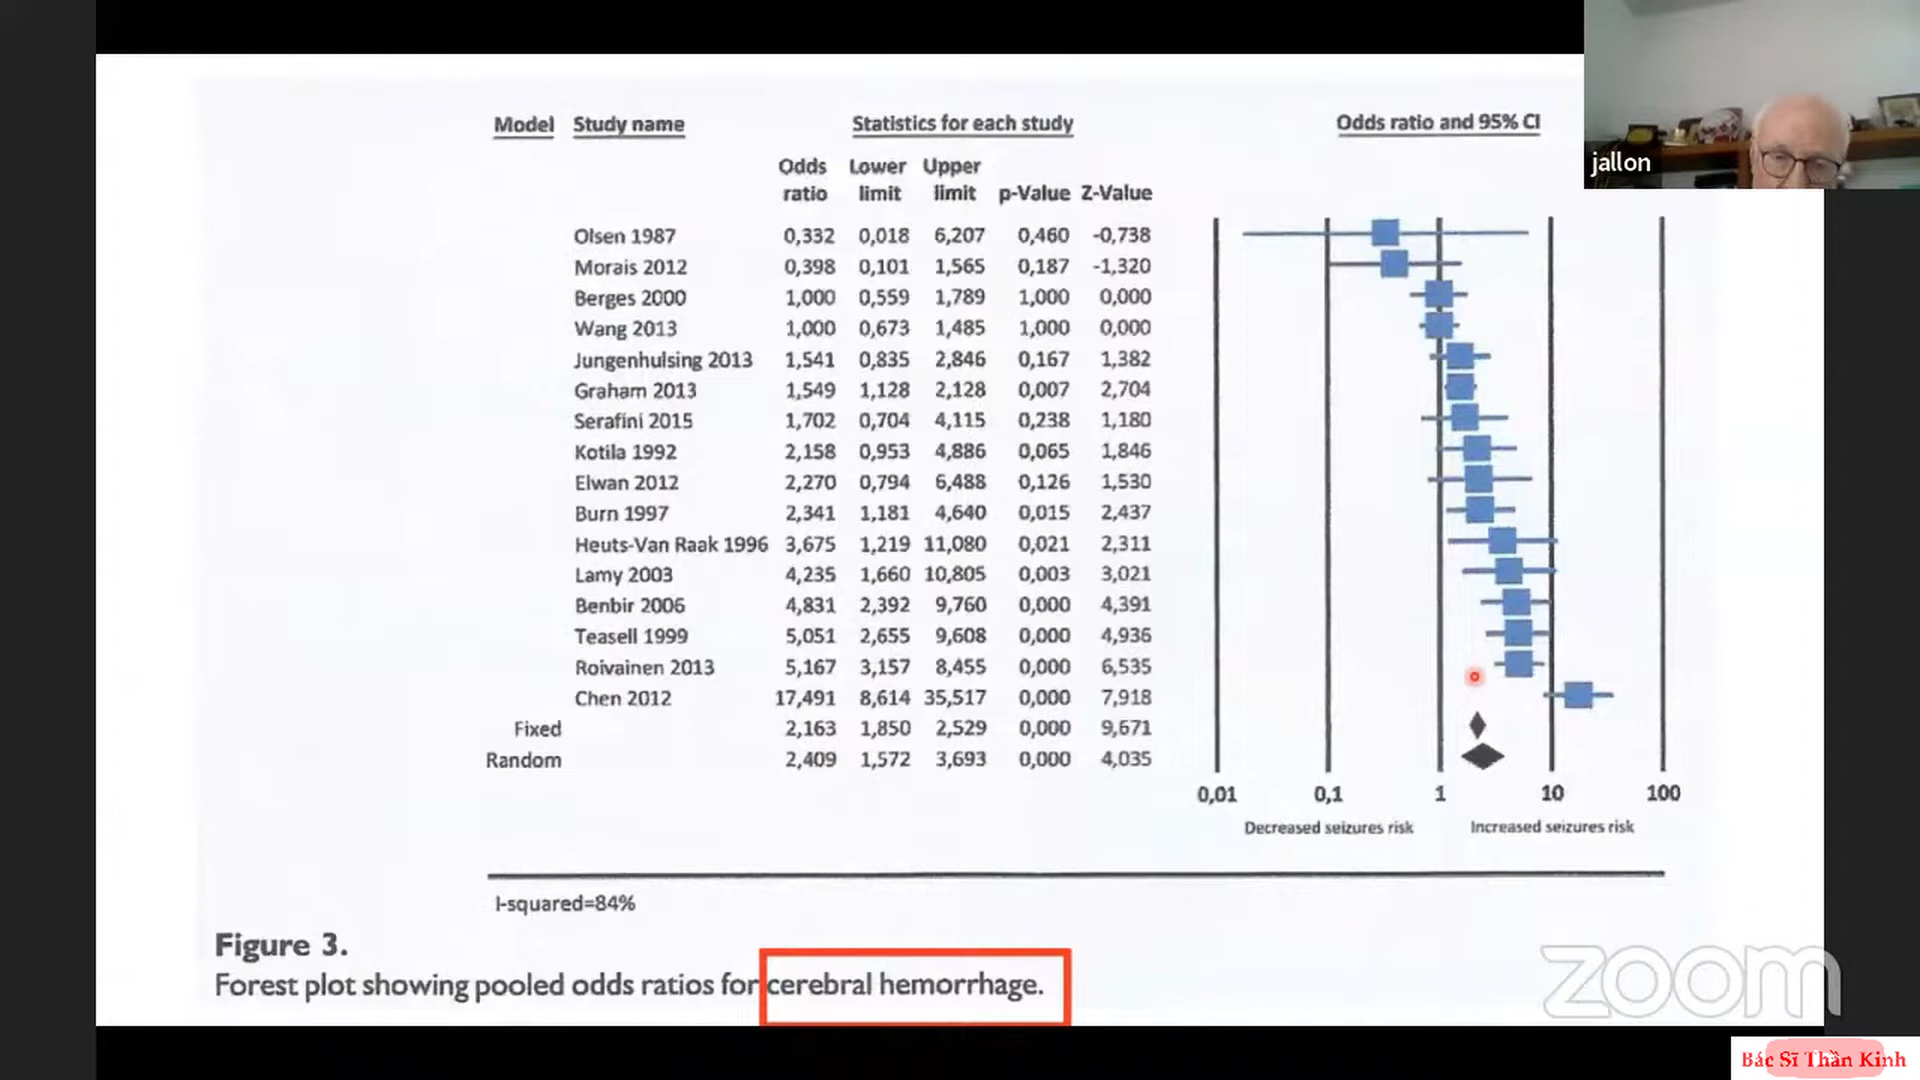 jallon
Model Study name Statistics for each study Odds ratio and 95% CI
Odds Lower Upper
ratio limit limit p-Value Z-Value
Olsen 1987 0,332 0,018 6,207 0,460 -0,738
Morais 2012 0,398 0,101 1,565 0,187 -1,320
Berges 2000 1,000 0,559 1,789 1,000 0,000
Wang 2013 1,000 0,673 1,485 1,000 0,000
Jungenhulsing 2013 1,541 0,835 2,846 0,167 1,382
Graham 2013 1,549 1,128 2,128 0,007 2,704
Serafini 2015 1,702 0,704 4,115 0,238 1,180
Kotila 1992 2,158 0,953 4,886 0,065 1,846
Elwan 2012 2,270 0,794 6,488 0,126 1,530
Burn 1997 2,341 1,181 4,640 0,015 2,437
Heuts-Van Raak 1996 3,675 1,219 11,080 0,021 2,311
Lamy 2003 4,235 1,660 10,805 0,003 3,021
Benbir 2006 4,831 2,392 9,760 0,000 4,391
Teasell 1999 5,051 2,655 9,608 0,000 4,936
Roivainen 2013 5,167 3,157 8,455 0,000 6,535
Chen 2012 17,491 8,614 35,517 0,000 7,918
Fixed 2,163 1,850 2,529 0,000 9,671
Random 2,409 1,572 3,693 0,000 4,035
0,01 0,1 1 10 100
Decreased seizures risk Increased seizures risk
I-squared=84%
Figure 3.
Forest plot showing pooled odds ratios for cerebral hemorrhage.
zoom
Bác Sĩ Thần Kinh